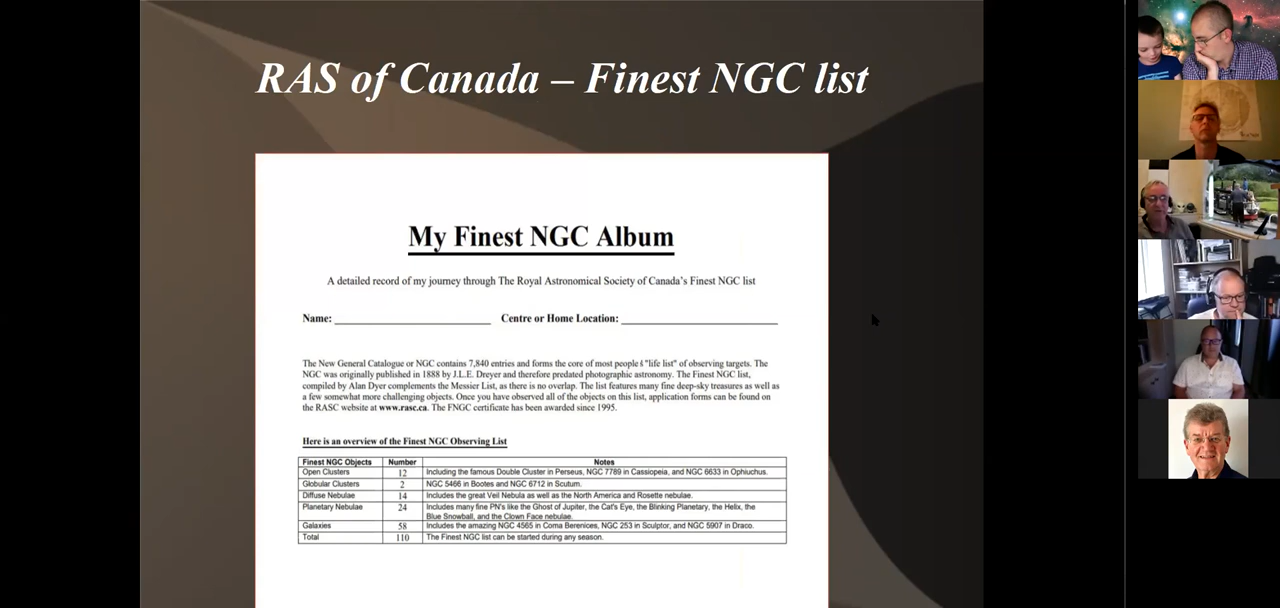 RAS of Canada – Finest NGC list
My Finest NGC Album
A detailed record of my journey through The Royal Astronomical Society of Canada's Finest NGC list
Name: ____________________ Centre or Home Location: ____________________
The New General Catalogue or NGC contains 7,840 entries and forms the core of most people's "life list" of observing targets. The
NGC was originally published in 1888 by J.L.E. Dreyer and therefore predated photographic astronomy. The Finest NGC list,
compiled by Alan Dyer complements the Messier List, as there is no overlap. The list features many fine deep-sky treasures as well as
a few somewhat more challenging objects. Once you have observed all of the objects on this list, application forms can be found on
the RASC website at www.rasc.ca. The FNGC certificate has been awarded since 1995.
Here is an overview of the Finest NGC Observing List
Finest NGC Objects Number Notes
Open Clusters 12 Including the famous Double Cluster in Perseus, NGC 7789 in Cassiopeia, and NGC 6633 in Ophiuchus.
Globular Clusters 2 NGC 5466 in Bootes and NGC 6712 in Scutum.
Diffuse Nebulae 14 Includes the great Veil Nebula as well as the North America and Rosette nebulae.
Planetary Nebulae 24 Includes many fine PN's like the Ghost of Jupiter, the Cat's Eye, the Blinking Planetary, the Helix, the
Blue Snowball, and the Clown Face nebulae.
Galaxies 58 Includes the amazing NGC 4565 in Coma Berenices, NGC 253 in Sculptor, and NGC 5907 in Draco.
Total 110 The Finest NGC list can be started during any season.